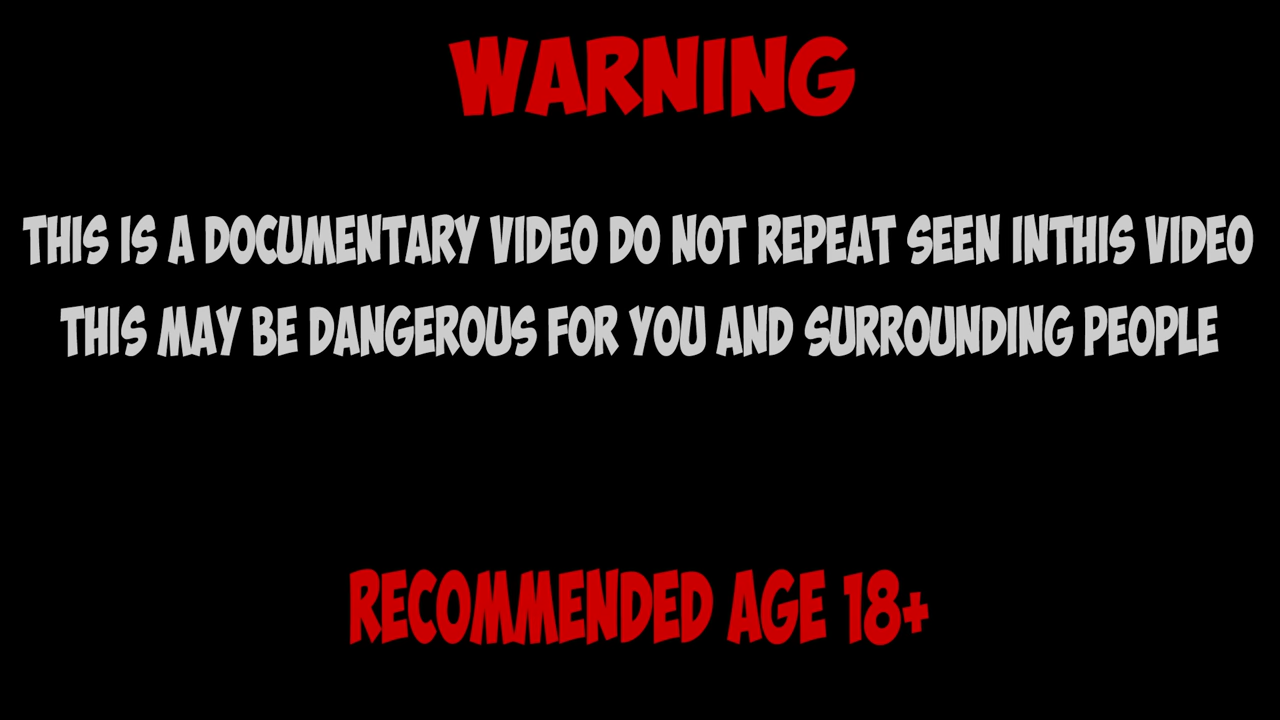 WARNING
THIS IS A DOCUMENTARY VIDEO DO NOT REPEAT SEEN INTHIS VIDEO
THIS MAY BE DANGEROUS FOR YOU AND SURROUNDING PEOPLE
RECOMMENDED AGE 18+